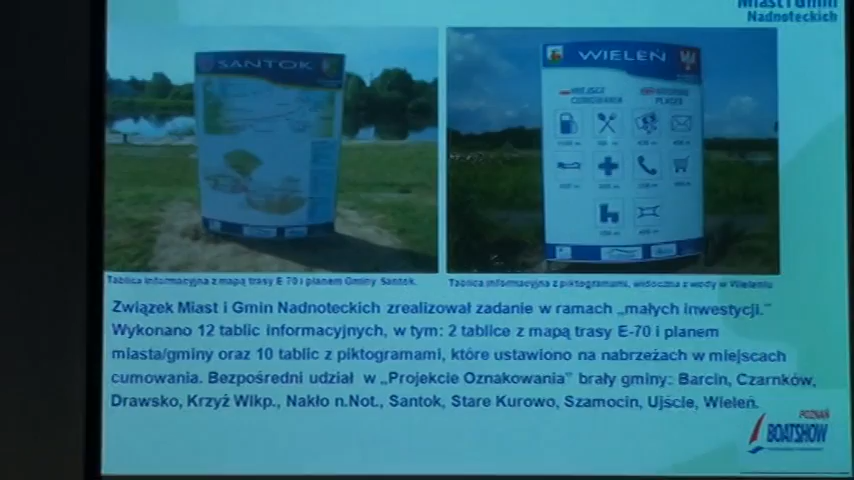 Miast i Gmin
Nadnoteckich
SANTOK
WIELEŃ
MIEJSCE
CUMOWANIA
Tablica informacyjna z mapą trasy E-70 i planem Gminy Santok.
Tablica informacyjna z piktogramami, widoczna z wody w Wieleniu
Związek Miast i Gmin Nadnoteckich zrealizował zadanie w ramach „małych inwestycji.”
Wykonano 12 tablic informacyjnych, w tym: 2 tablice z mapą trasy E-70 i planem
miasta/gminy oraz 10 tablic z piktogramami, które ustawiono na nabrzeżach w miejscach
cumowania. Bezpośredni udział w „Projekcie Oznakowania” brały gminy: Barcin, Czarnków,
Drawsko, Krzyż Wlkp., Nakło n.Not., Santok, Stare Kurowo, Szamocin, Ujście, Wieleń.
POZNAŃ
BOATSHOW